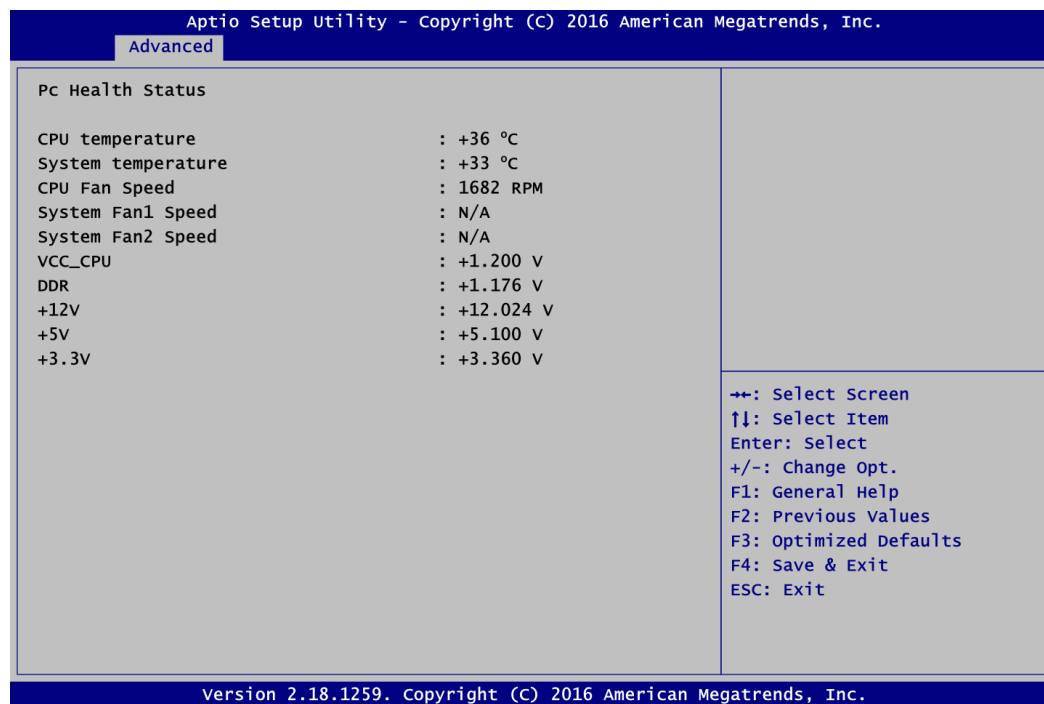 Aptio Setup Utility - Copyright (C) 2016 American Megatrends, Inc.
Advanced
Pc Health Status
CPU temperature : +36 °C
System temperature : +33 °C
CPU Fan Speed : 1682 RPM
System Fan1 Speed : N/A
System Fan2 Speed : N/A
VCC_CPU : +1.200 V
DDR : +1.176 V
+12V : +12.024 V
+5V : +5.100 V
+3.3V : +3.360 V
→←: Select Screen
↑↓: Select Item
Enter: Select
+/-: Change Opt.
F1: General Help
F2: Previous Values
F3: Optimized Defaults
F4: Save & Exit
ESC: Exit
Version 2.18.1259. Copyright (C) 2016 American Megatrends, Inc.